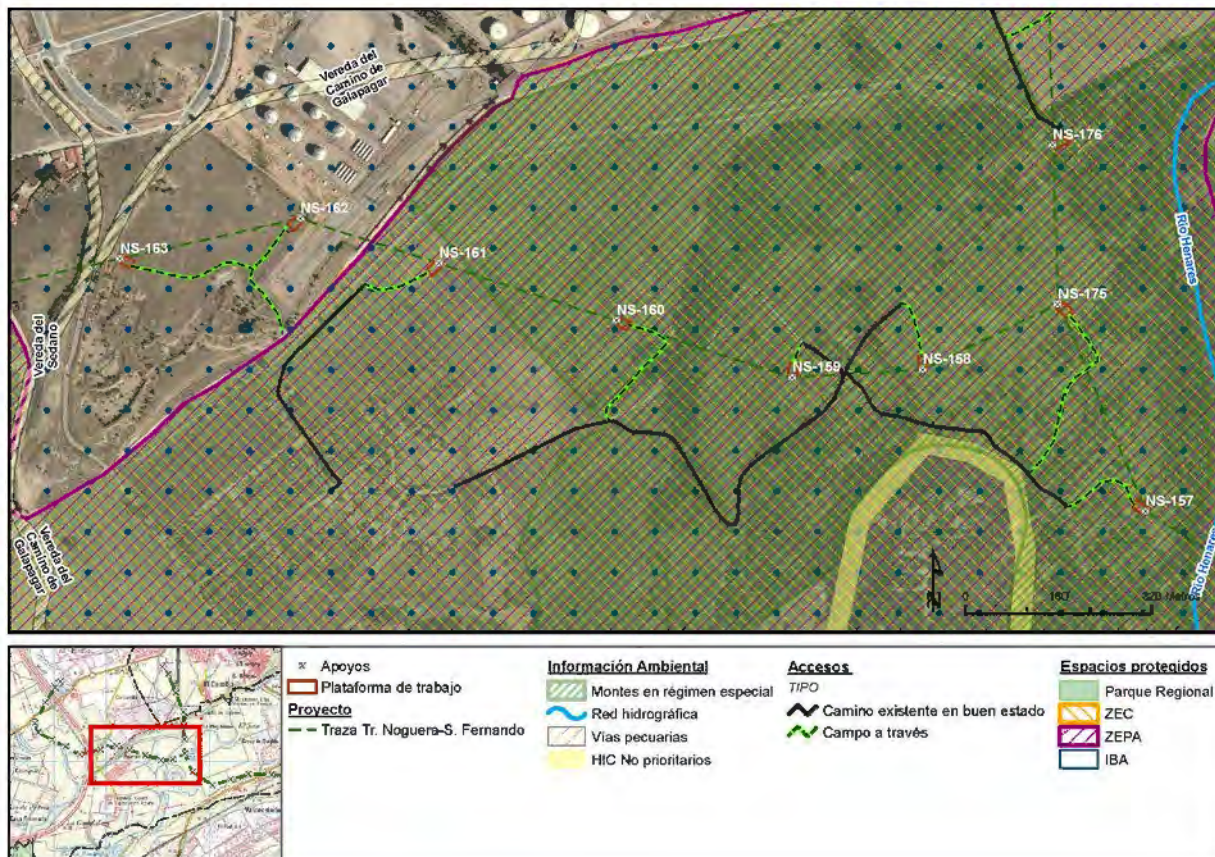 Vereda del
Camino de
Galapagar
NS-176
NS-162
NS-163
NS-161
Río Henares
NS-160
NS-175
Vereda del
Sedano
NS-159
NS-158
NS-157
Vereda del
Camino de
Galapagar
Río Henares
0 160 320 Metros
× Apoyos
Plataforma de trabajo
Proyecto
Traza Tr. Noguera-S. Fernando
Información Ambiental
Montes en régimen especial
Red hidrográfica
Vías pecuarias
HIC No prioritarios
Accesos
TIPO
Camino existente en buen estado
Campo a través
Espacios protegidos
Parque Regional
ZEC
ZEPA
IBA